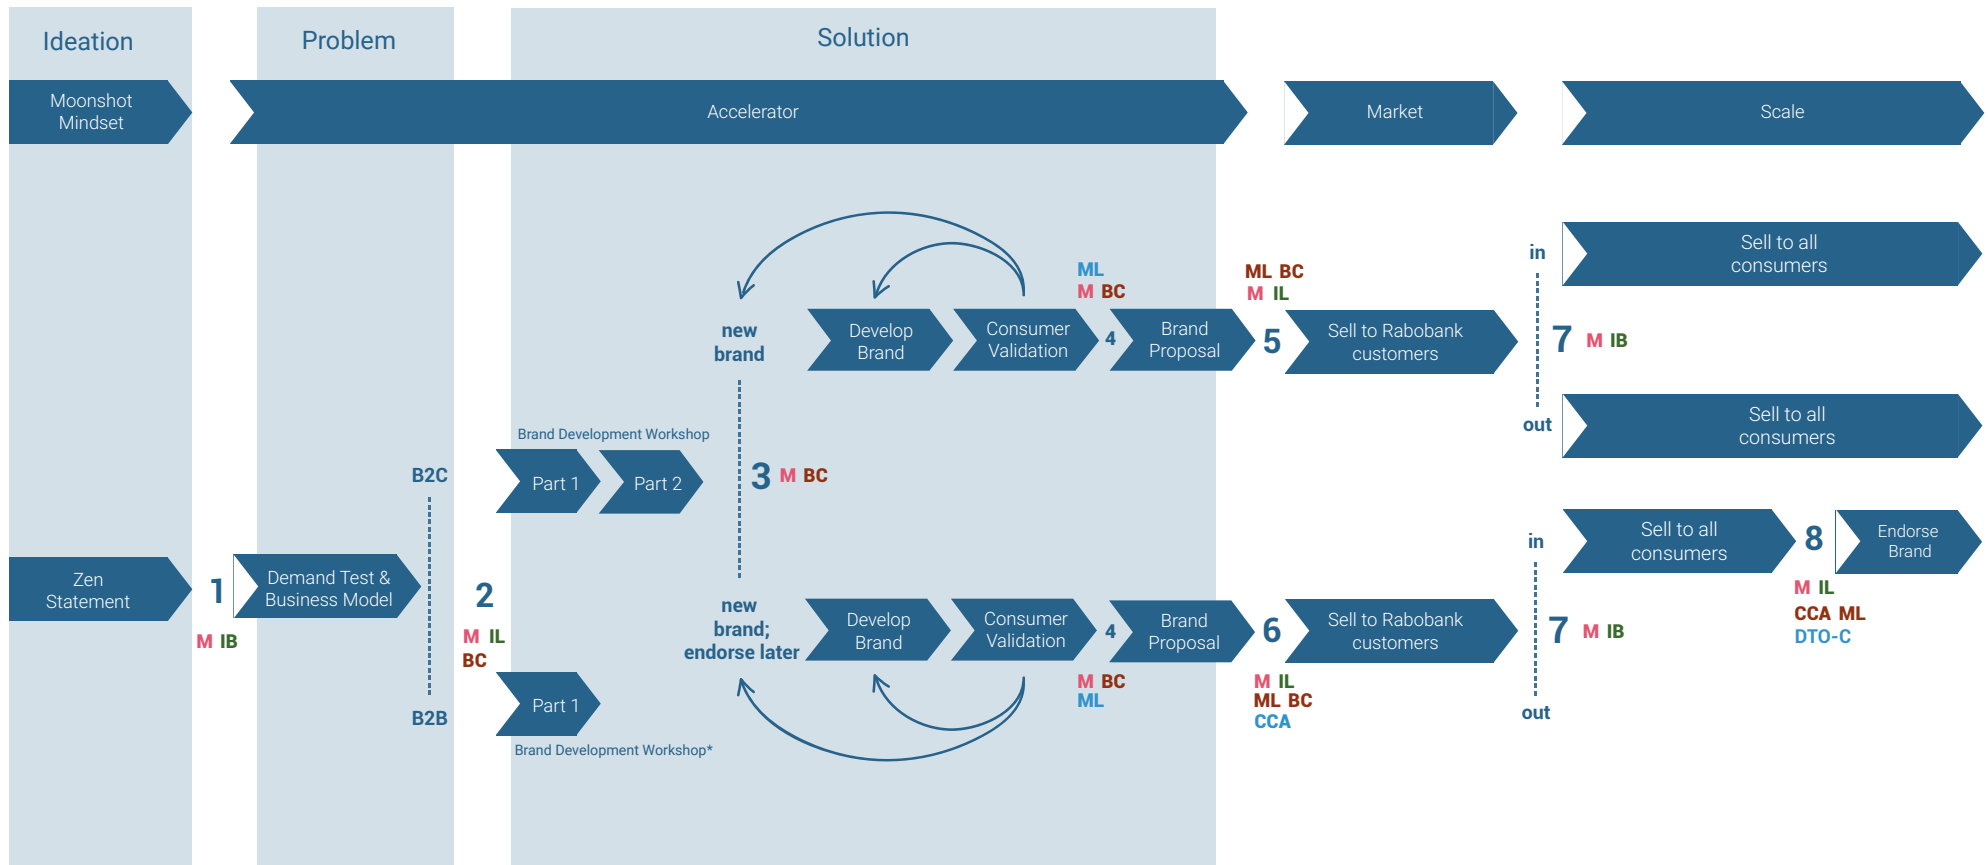 Ideation
Problem
Solution
Moonshot
Mindset
Accelerator
Market
Scale
new
brand
Develop
Brand
Consumer
Validation
ML
M BC
4
Brand
Proposal
ML BC
M IL
5
Sell to Rabobank
customers
in
7 M IB
out
Sell to all
consumers
Sell to all
consumers
B2C
Brand Development Workshop
Part 1
Part 2
3 M BC
Zen
Statement
1
M IB
Demand Test &
Business Model
2
M IL
BC
B2B
Part 1
Brand Development Workshop*
new
brand;
endorse later
Develop
Brand
Consumer
Validation
4
M BC
ML
Brand
Proposal
6
M IL
ML BC
CCA
Sell to Rabobank
customers
in
7 M IB
out
Sell to all
consumers
8
M IL
CCA ML
DTO-C
Endorse
Brand